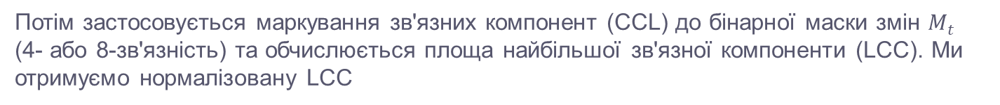 Потім застосовується маркування зв'язних компонент (CCL) до бінарної маски змін 𝑀ₜ
(4- або 8-зв'язність) та обчислюється площа найбільшої зв'язної компоненти (LCC). Ми
отримуємо нормалізовану LCC